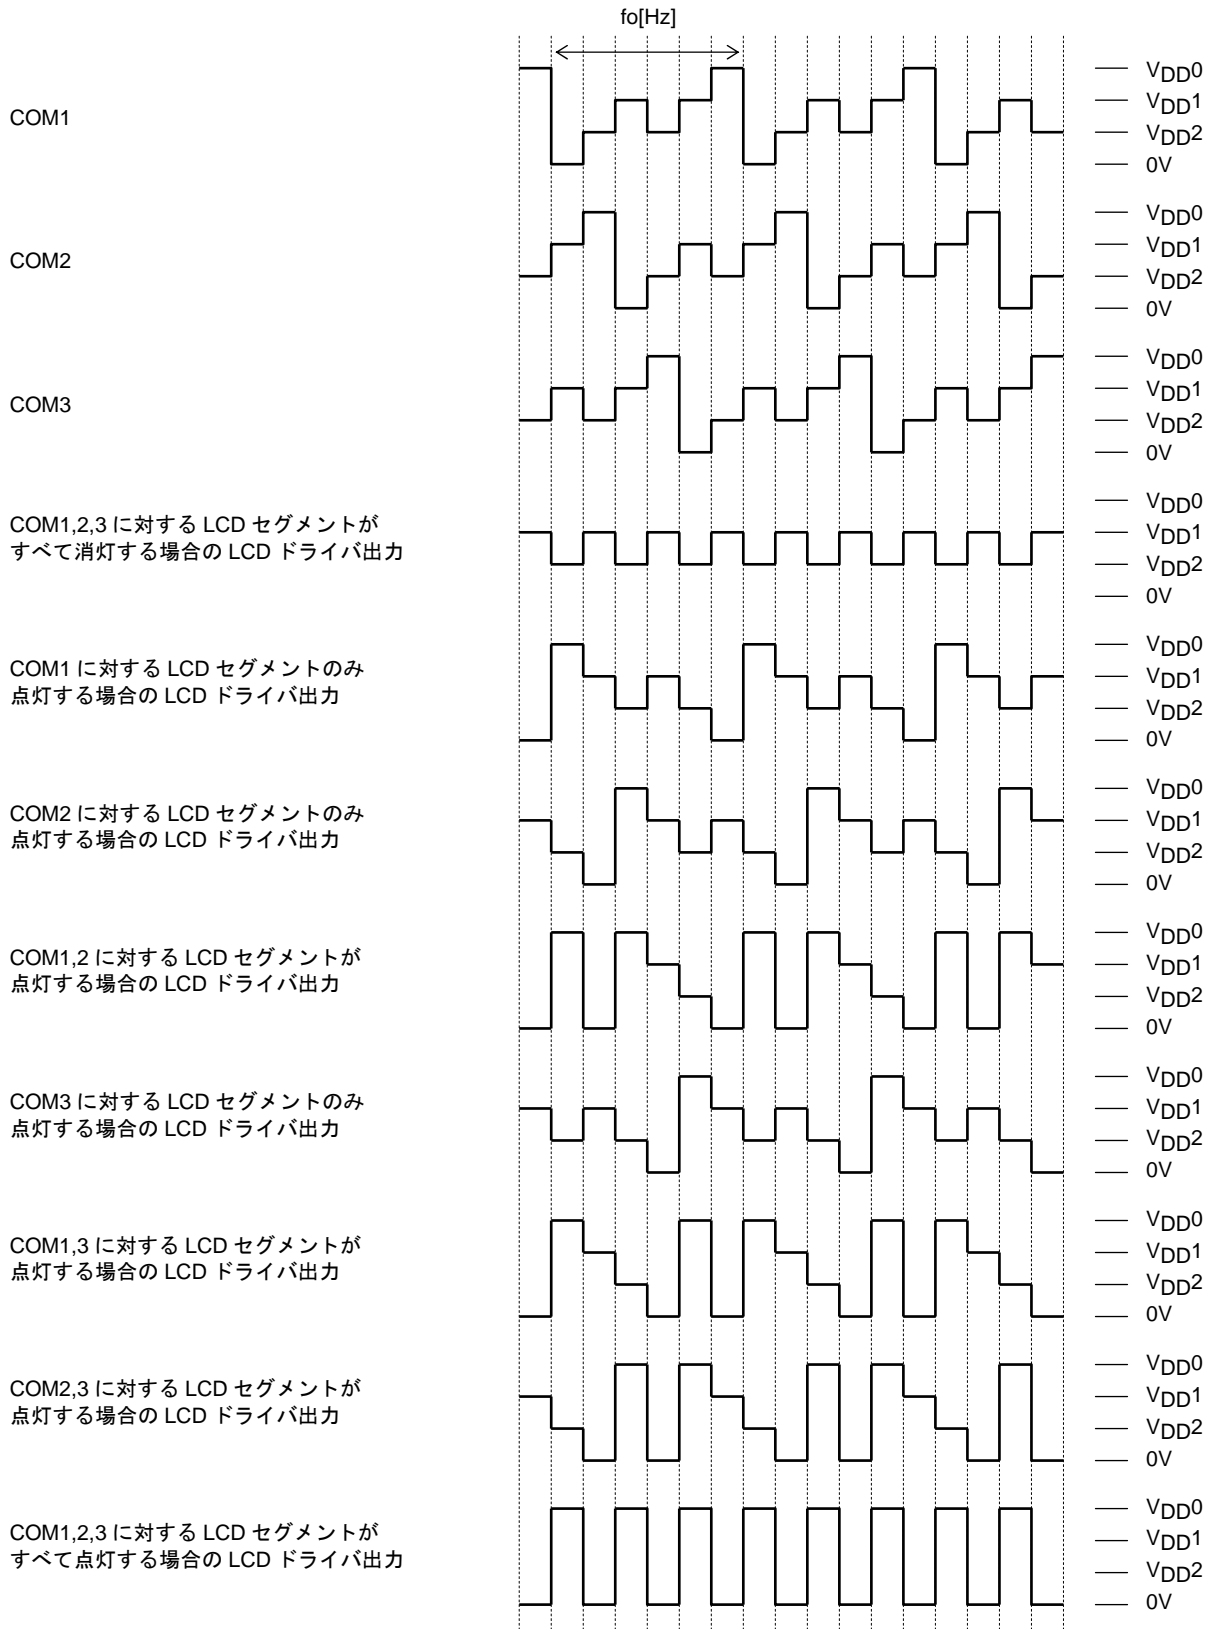 fo[Hz]
COM1
VDD0
VDD1
VDD2
0V
COM2
VDD0
VDD1
VDD2
0V
COM3
VDD0
VDD1
VDD2
0V
COM1,2,3 に対する LCD セグメントが
すべて消灯する場合の LCD ドライバ出力
VDD0
VDD1
VDD2
0V
COM1 に対する LCD セグメントのみ
点灯する場合の LCD ドライバ出力
VDD0
VDD1
VDD2
0V
COM2 に対する LCD セグメントのみ
点灯する場合の LCD ドライバ出力
VDD0
VDD1
VDD2
0V
COM1,2 に対する LCD セグメントが
点灯する場合の LCD ドライバ出力
VDD0
VDD1
VDD2
0V
COM3 に対する LCD セグメントのみ
点灯する場合の LCD ドライバ出力
VDD0
VDD1
VDD2
0V
COM1,3 に対する LCD セグメントが
点灯する場合の LCD ドライバ出力
VDD0
VDD1
VDD2
0V
COM2,3 に対する LCD セグメントが
点灯する場合の LCD ドライバ出力
VDD0
VDD1
VDD2
0V
COM1,2,3 に対する LCD セグメントが
すべて点灯する場合の LCD ドライバ出力
VDD0
VDD1
VDD2
0V